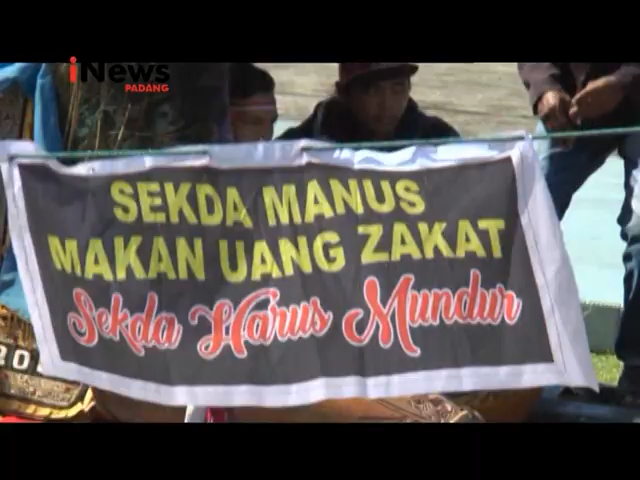 iNews
PADANG
SEKDA MANUS
MAKAN UANG ZAKAT
Sekda Harus Mundur